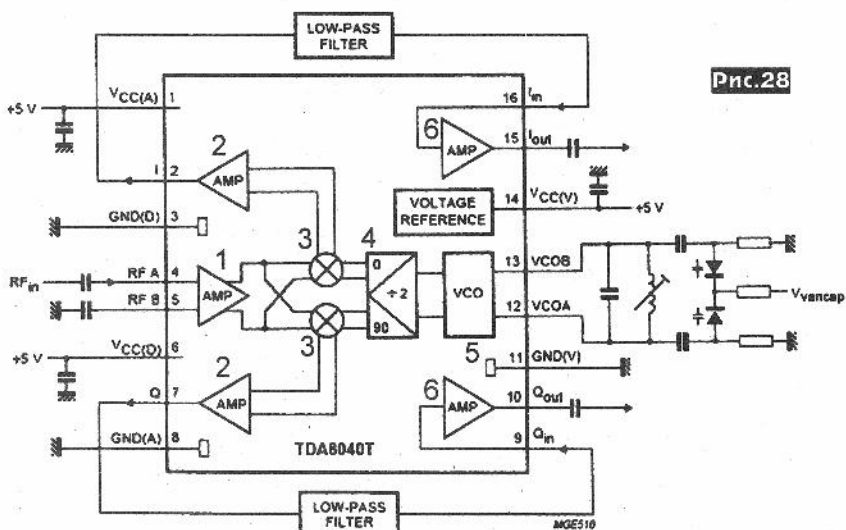 LOW-PASS
FILTER
Рис.28
+5 V
VCC(A) 1
16 Iin
6
AMP
15 Iout
2
AMP
I 2
VOLTAGE
REFERENCE
14 VCC(V)
+5 V
GND(D) 3
1
3
4
RFin
RF A 4
AMP
RF B 5
0
÷2
90
VCO
13 VCOB
12 VCOA
Vvaricap
3
+5 V
VCC(D) 6
5
11 GND(V)
2
AMP
Q 7
6
AMP
10 Qout
GND(A) 8
TDA8040T
9 Qin
LOW-PASS
FILTER
MGE510